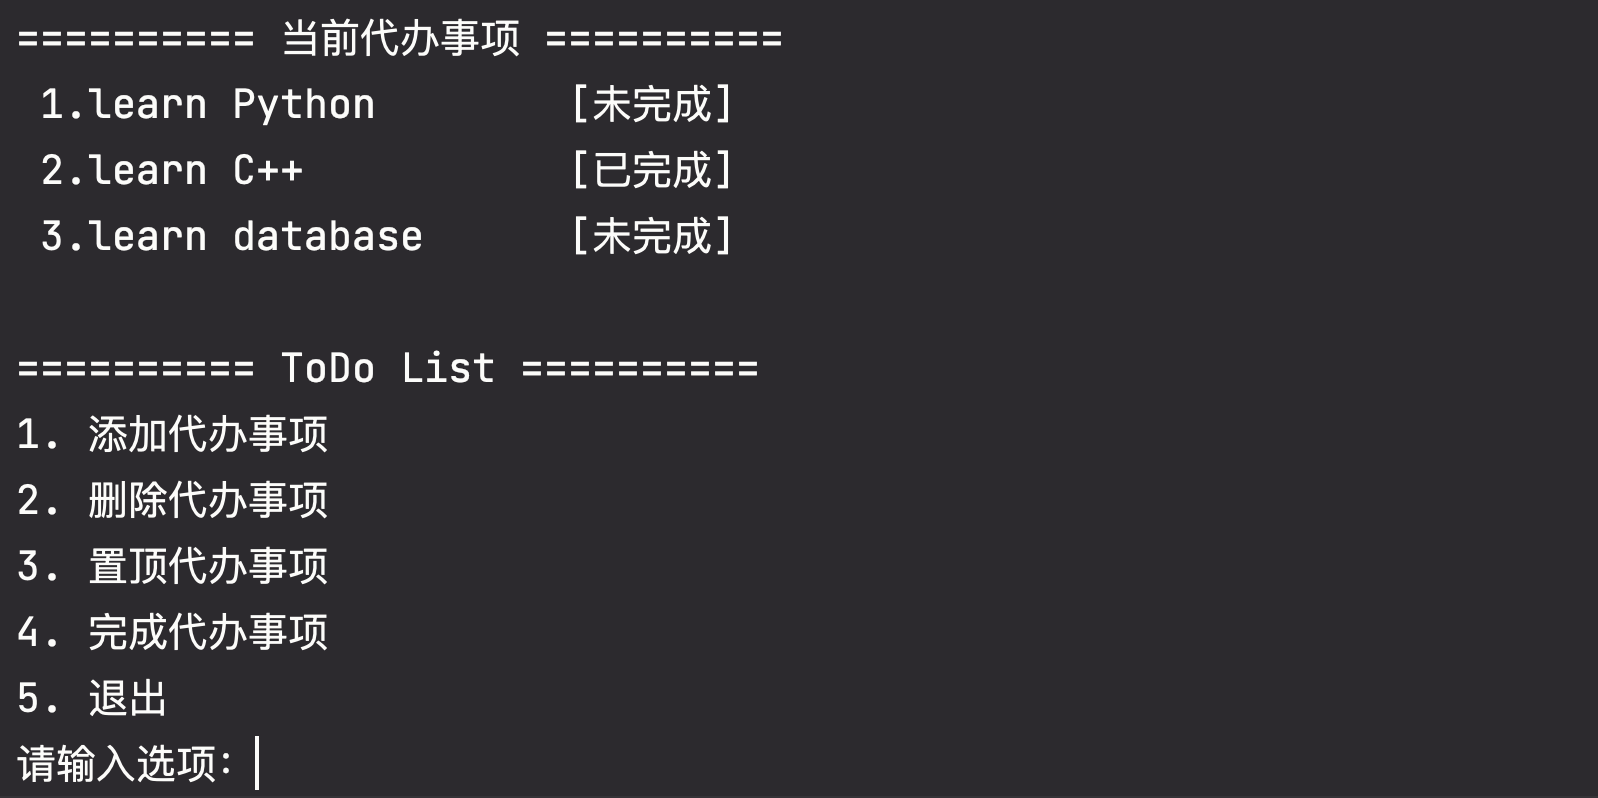 ========== 当前代办事项 ==========
1.learn Python [未完成]
2.learn C++ [已完成]
3.learn database [未完成]
========== ToDo List ==========
1. 添加代办事项
2. 删除代办事项
3. 置顶代办事项
4. 完成代办事项
5. 退出
请输入选项: